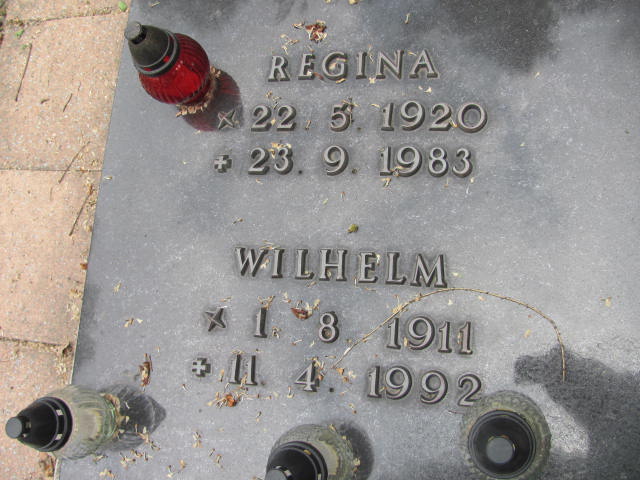 REGINA
× 22. 5. 1920
+ 23. 9. 1983
WILHELM
× 1. 8. 1911
+ 11. 4. 1992